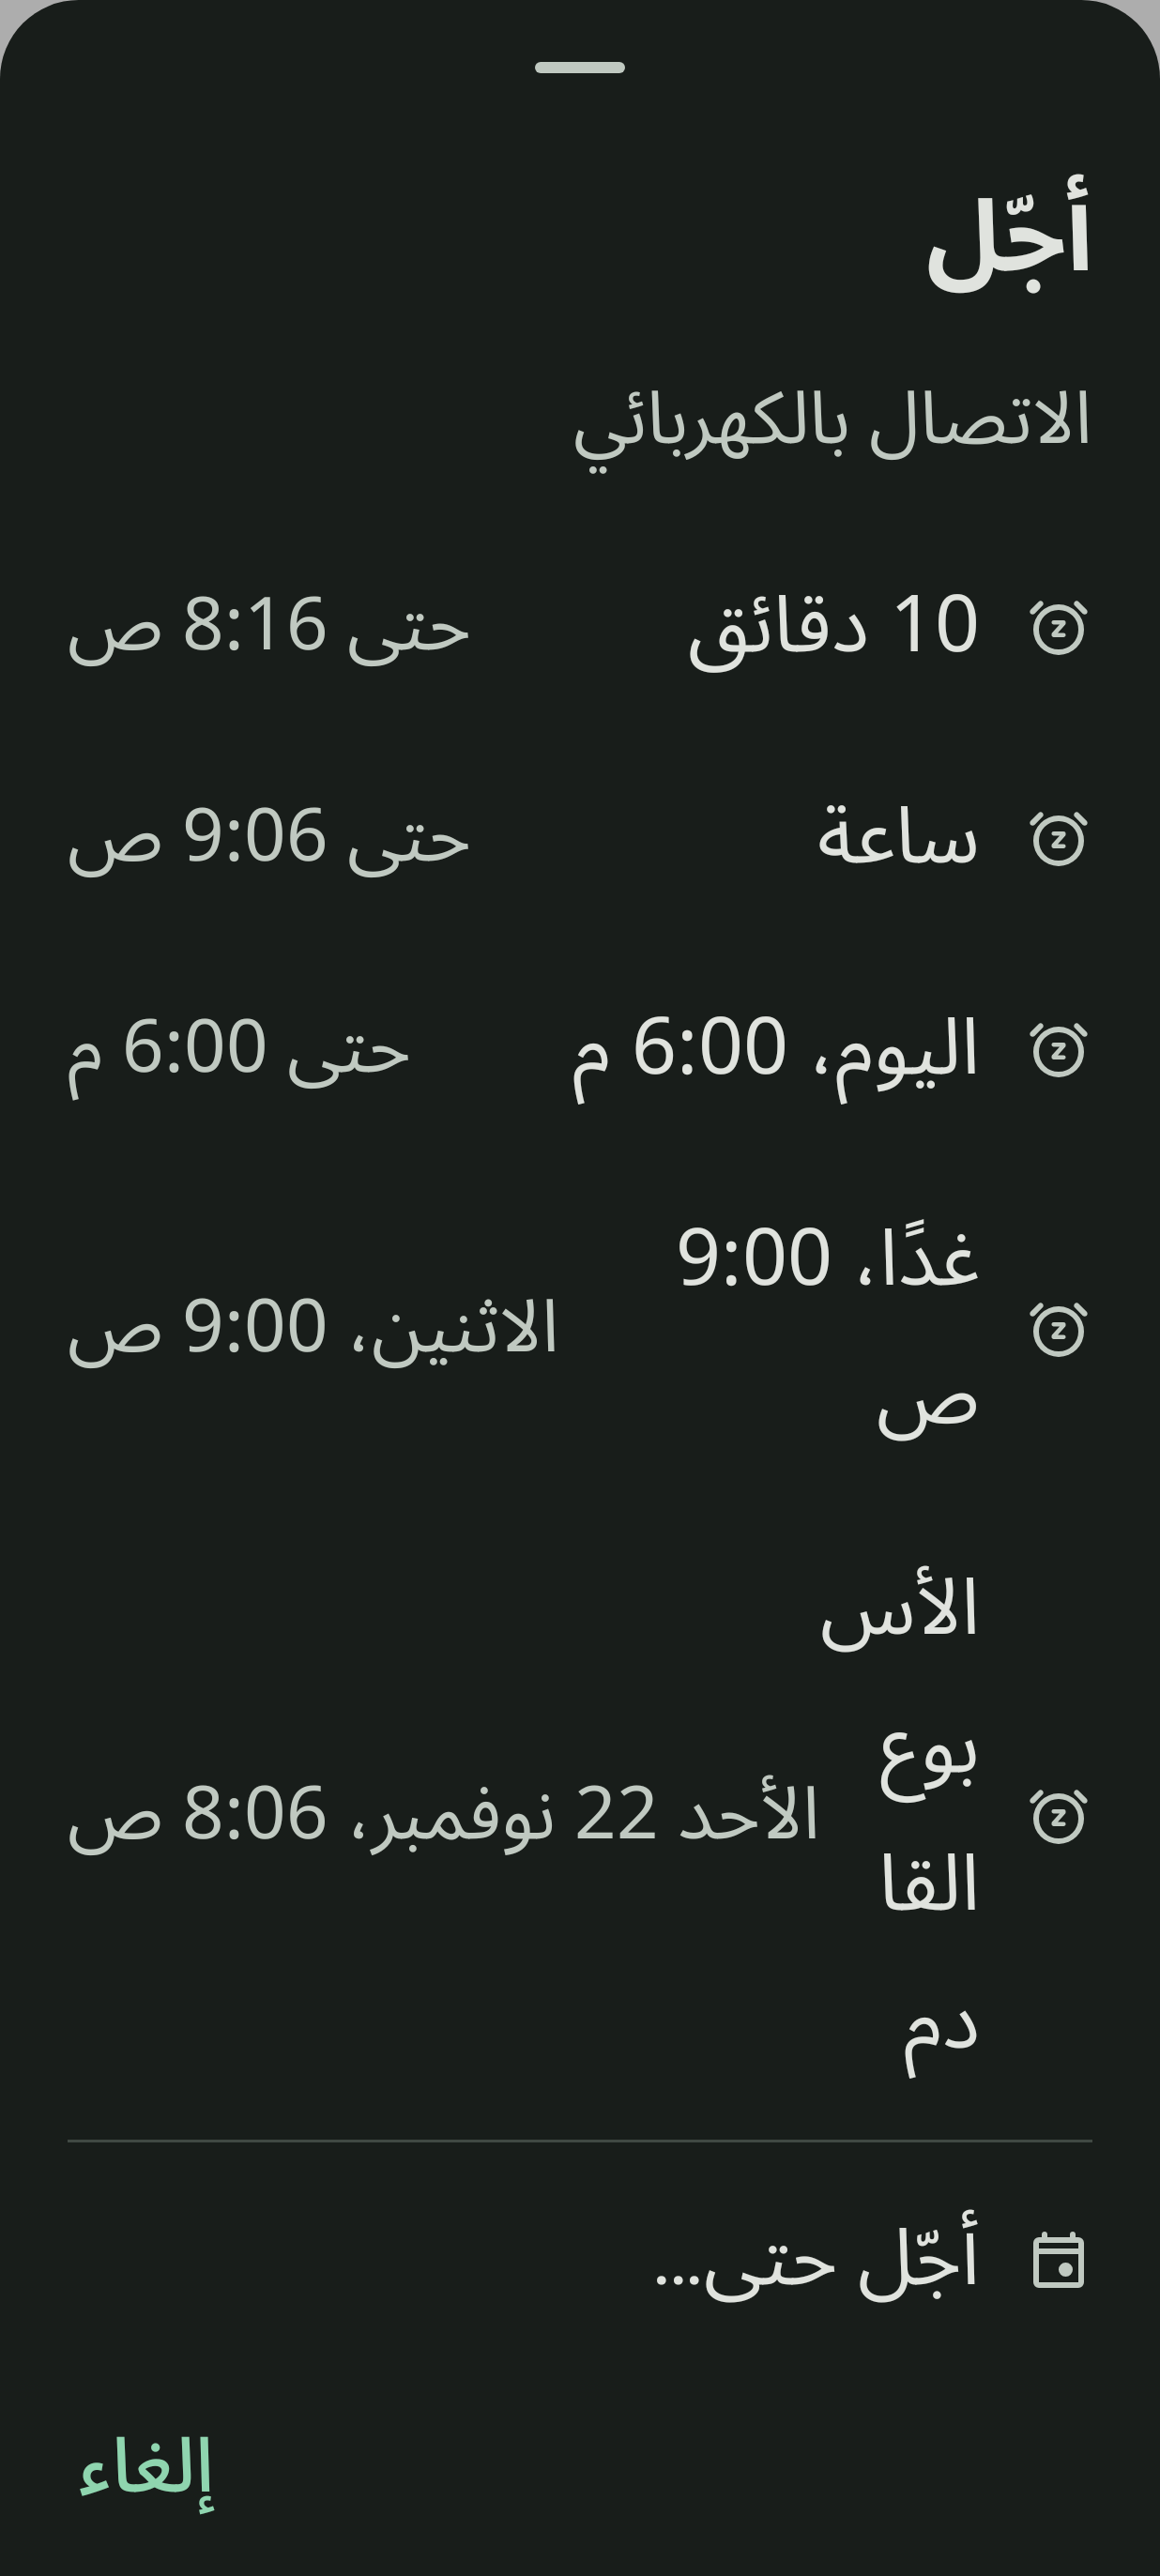 أجّل
الاتصال بالكهربائي
10 دقائق
حتى 8:16 ص
ساعة
حتى 9:06 ص
اليوم، 6:00 م
حتى 6:00 م
غدًا، 9:00
ص
الاثنين، 9:00 ص
الأس
بوع
القا
دم
الأحد 22 نوفمبر، 8:06 ص
أجّل حتى...
إلغاء